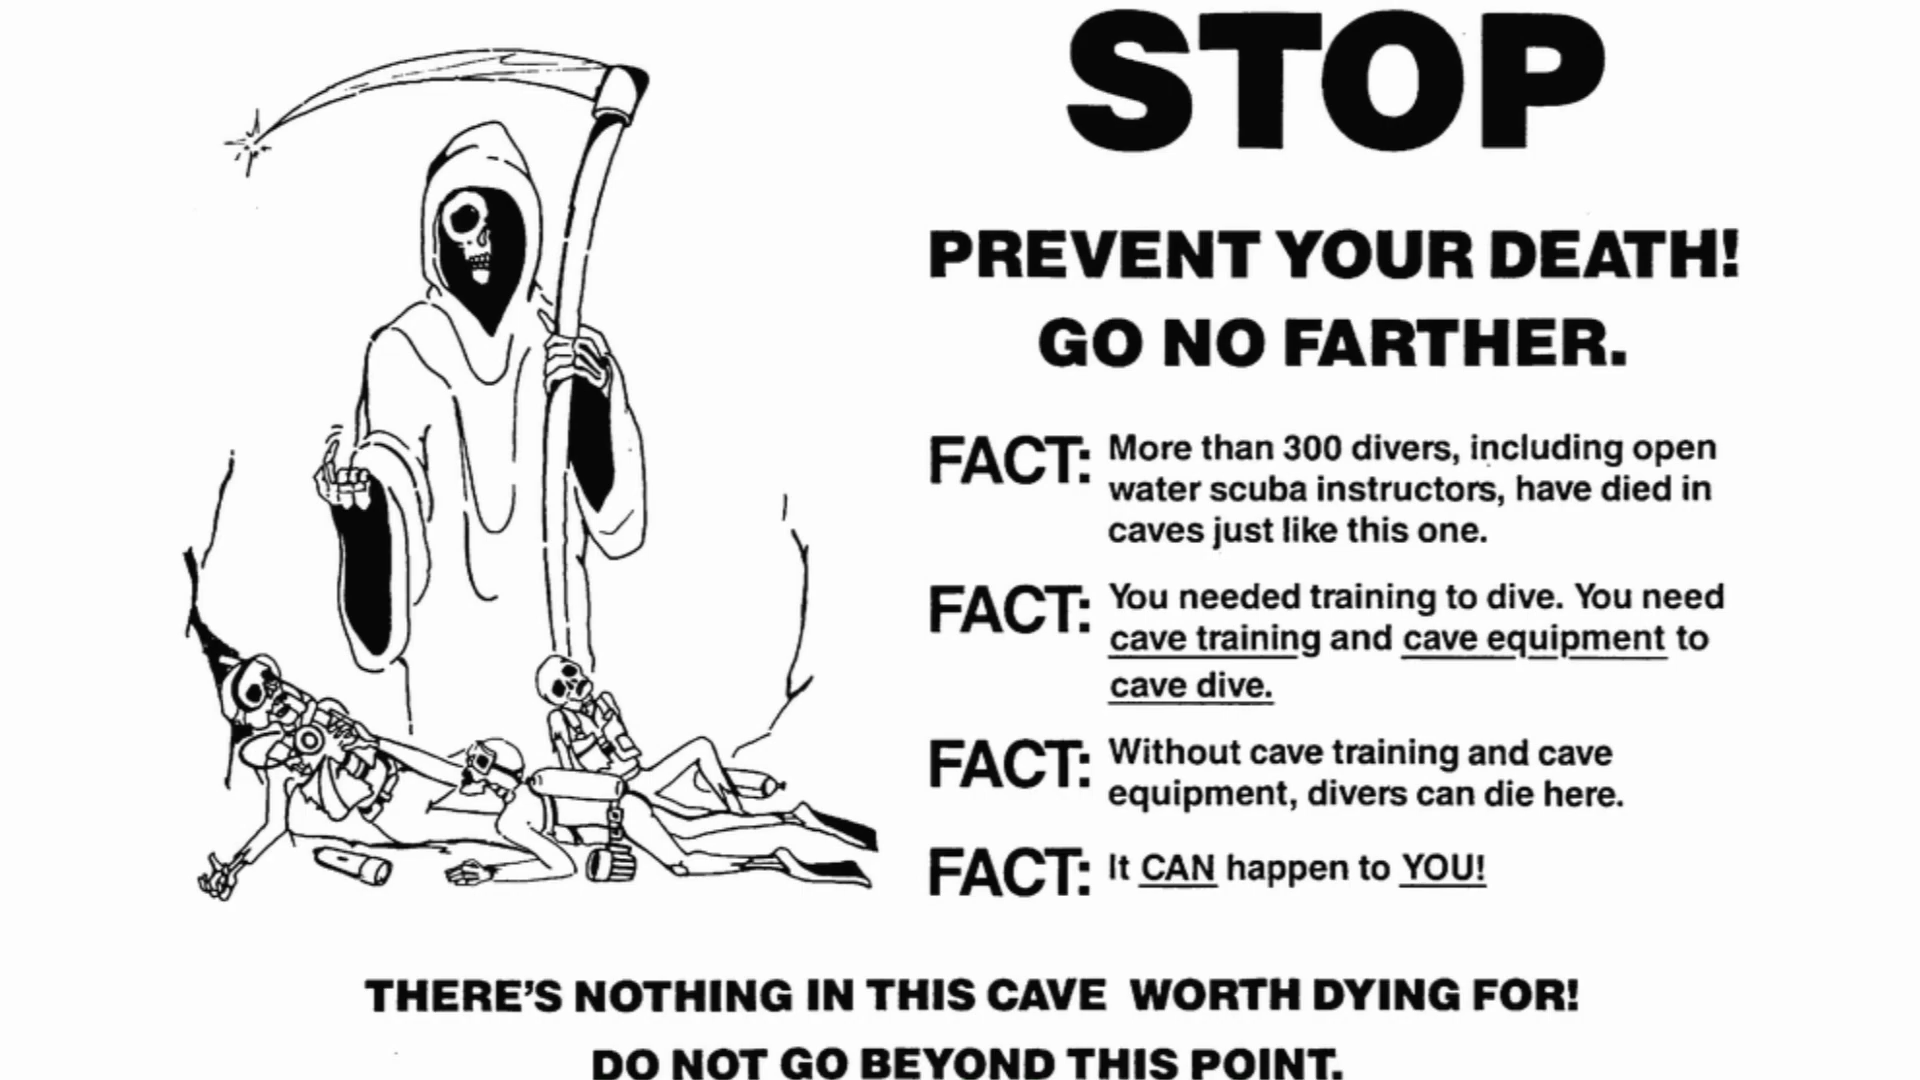 STOP
PREVENT YOUR DEATH!
GO NO FARTHER.
FACT: More than 300 divers, including open
water scuba instructors, have died in
caves just like this one.
FACT: You needed training to dive. You need
cave training and cave equipment to
cave dive.
FACT: Without cave training and cave
equipment, divers can die here.
FACT: It CAN happen to YOU!
THERE'S NOTHING IN THIS CAVE WORTH DYING FOR!
DO NOT GO BEYOND THIS POINT.